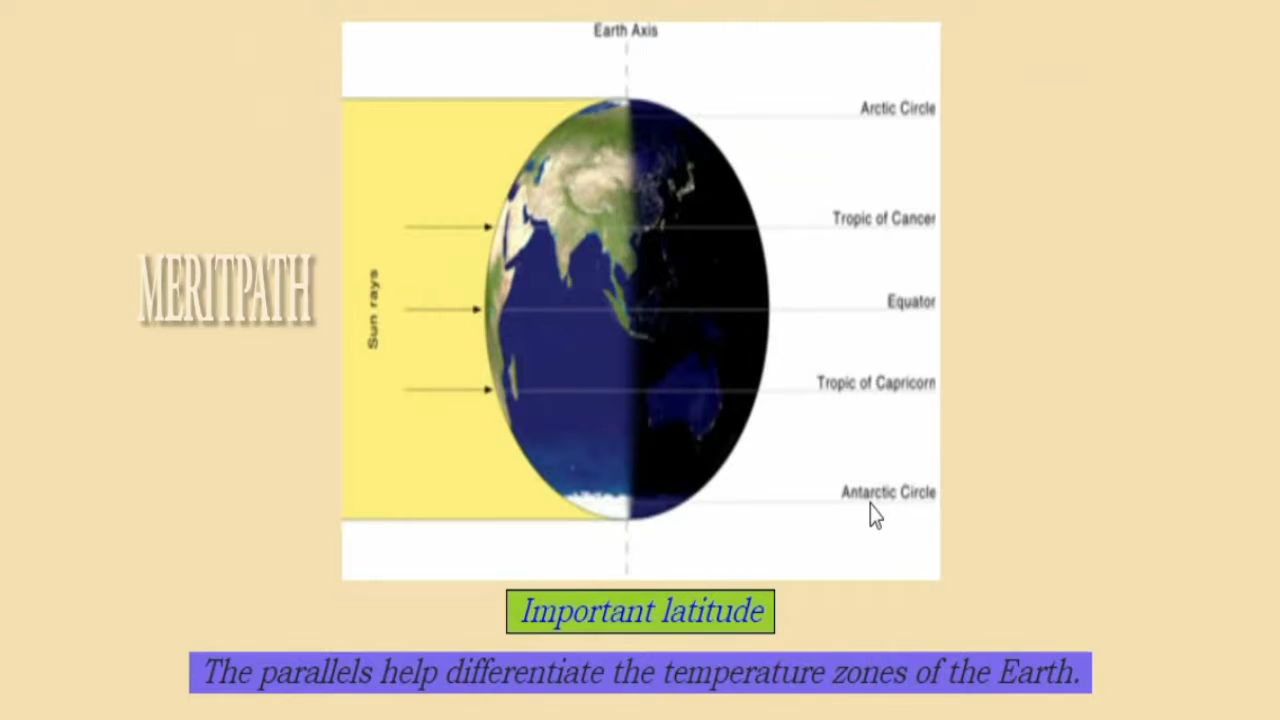 Earth Axis
Arctic Circle
Tropic of Cancer
MERITPATH
Sun rays
Equator
Tropic of Capricorn
Antarctic Circle
Important latitude
The parallels help differentiate the temperature zones of the Earth.